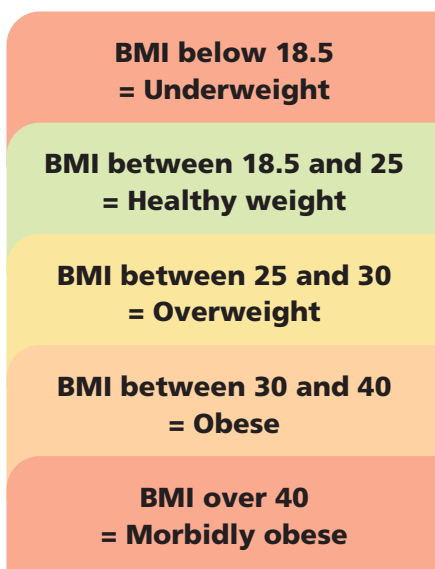 BMI below 18.5
= Underweight
BMI between 18.5 and 25
= Healthy weight
BMI between 25 and 30
= Overweight
BMI between 30 and 40
= Obese
BMI over 40
= Morbidly obese